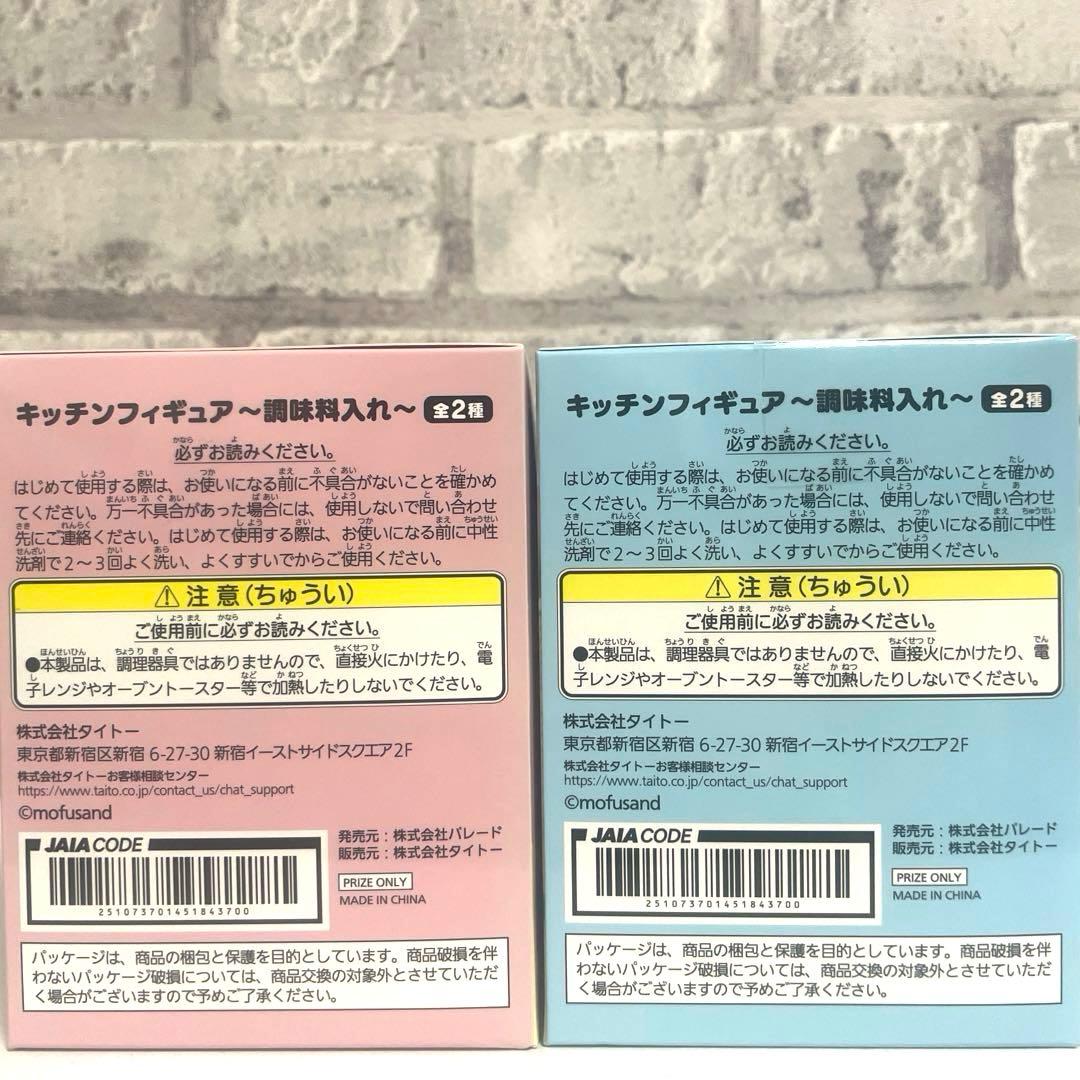 キッチンフィギュア～調味料入れ～ 全2種
必ずお読みください。
はじめて使用する際は、お使いになる前に不具合がないことを確かめ
てください。万一不具合があった場合には、使用しないで問い合わせ
先にご連絡ください。はじめて使用する際は、お使いになる前に中性
洗剤で2～3回よく洗い、よくすすいでからご使用ください。
⚠注意(ちゅうい)
ご使用前に必ずお読みください。
●本製品は、調理器具ではありませんので、直接火にかけたり、電
子レンジやオーブントースター等で加熱したりしないでください。
株式会社タイトー
東京都新宿区新宿 6-27-30 新宿イーストサイドスクエア2F
株式会社タイトーお客様相談センター
https://www.taito.co.jp/contact_us/chat_support
©mofusand
JAIA CODE
2510737014518437​00
発売元：株式会社パレード
販売元：株式会社タイトー
PRIZE ONLY
MADE IN CHINA
パッケージは、商品の梱包と保護を目的としています。商品破損を伴
わないパッケージ破損については、商品交換の対象外とさせていただ
く場合がございますので予めご了承ください。
キッチンフィギュア～調味料入れ～ 全2種
必ずお読みください。
はじめて使用する際は、お使いになる前に不具合がないことを確かめ
てください。万一不具合があった場合には、使用しないで問い合わせ
先にご連絡ください。はじめて使用する際は、お使いになる前に中性
洗剤で2～3回よく洗い、よくすすいでからご使用ください。
⚠注意(ちゅうい)
ご使用前に必ずお読みください。
●本製品は、調理器具ではありませんので、直接火にかけたり、電
子レンジやオーブントースター等で加熱したりしないでください。
株式会社タイトー
東京都新宿区新宿 6-27-30 新宿イーストサイドスクエア2F
株式会社タイトーお客様相談センター
https://www.taito.co.jp/contact_us/chat_support
©mofusand
JAIA CODE
251073701451843700
発売元：株式会社パレード
販売元：株式会社タイトー
PRIZE ONLY
MADE IN CHINA
パッケージは、商品の梱包と保護を目的としています。商品破損を伴
わないパッケージ破損については、商品交換の対象外とさせていただ
く場合がございますので予めご了承ください。